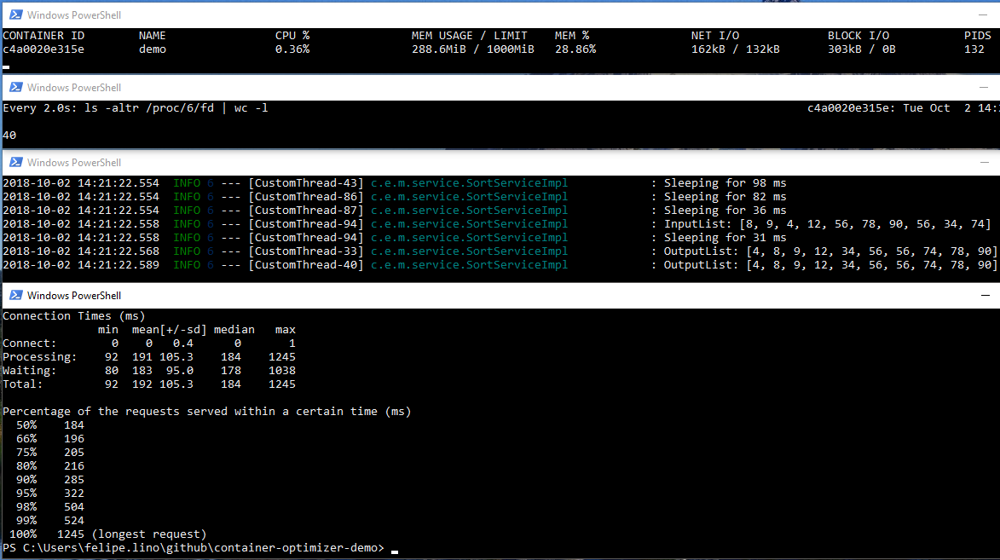 Windows PowerShell
CONTAINER ID NAME CPU % MEM USAGE / LIMIT MEM % NET I/O BLOCK I/O PIDS
c4a0020e315e demo 0.36% 288.6MiB / 1000MiB 28.86% 162kB / 132kB 303kB / 0B 132
Windows PowerShell
Every 2.0s: ls -altr /proc/6/fd | wc -l c4a0020e315e: Tue Oct 2 14:
40
Windows PowerShell
2018-10-02 14:21:22.554 INFO 6 --- [CustomThread-43] c.e.m.service.SortServiceImpl : Sleeping for 98 ms
2018-10-02 14:21:22.554 INFO 6 --- [CustomThread-86] c.e.m.service.SortServiceImpl : Sleeping for 82 ms
2018-10-02 14:21:22.554 INFO 6 --- [CustomThread-87] c.e.m.service.SortServiceImpl : Sleeping for 36 ms
2018-10-02 14:21:22.558 INFO 6 --- [CustomThread-94] c.e.m.service.SortServiceImpl : InputList: [8, 9, 4, 12, 56, 78, 90, 56, 34, 74]
2018-10-02 14:21:22.558 INFO 6 --- [CustomThread-94] c.e.m.service.SortServiceImpl : Sleeping for 31 ms
2018-10-02 14:21:22.568 INFO 6 --- [CustomThread-33] c.e.m.service.SortServiceImpl : OutputList: [4, 8, 9, 12, 34, 56, 56, 74, 78, 90]
2018-10-02 14:21:22.589 INFO 6 --- [CustomThread-40] c.e.m.service.SortServiceImpl : OutputList: [4, 8, 9, 12, 34, 56, 56, 74, 78, 90]
Windows PowerShell
Connection Times (ms)
min mean[+/-sd] median max
Connect: 0 0 0.4 0 1
Processing: 92 191 105.3 184 1245
Waiting: 80 183 95.0 178 1038
Total: 92 192 105.3 184 1245
Percentage of the requests served within a certain time (ms)
50% 184
66% 196
75% 205
80% 216
90% 285
95% 322
98% 504
99% 524
100% 1245 (longest request)
PS C:\Users\felipe.lino\github\container-optimizer-demo>